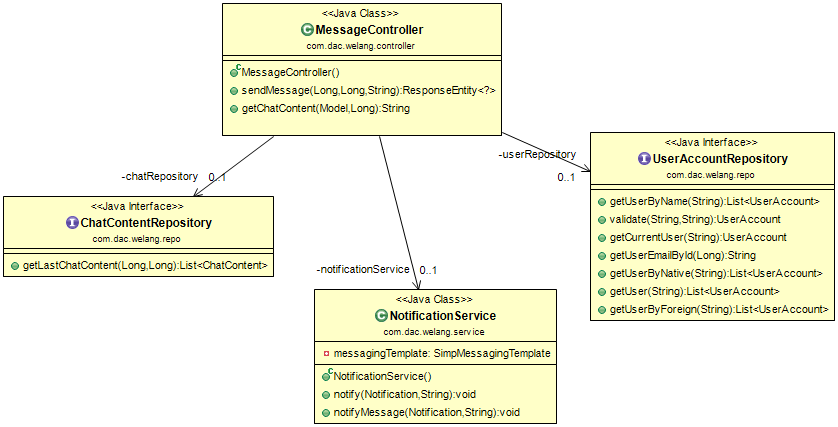 <<Java Class>>
MessageController
com.dac.welang.controller
MessageController()
sendMessage(Long,Long,String):ResponseEntity<?>
getChatContent(Model,Long):String
-chatRepository
0..1
-userRepository
0..1
<<Java Interface>>
UserAccountRepository
com.dac.welang.repo
getUserByName(String):List<UserAccount>
validate(String,String):UserAccount
getCurrentUser(String):UserAccount
getUserEmailById(Long):String
getUserByNative(String):List<UserAccount>
getUser(String):List<UserAccount>
getUserByForeign(String):List<UserAccount>
<<Java Interface>>
ChatContentRepository
com.dac.welang.repo
getLastChatContent(Long,Long):List<ChatContent>
-notificationService
0..1
<<Java Class>>
NotificationService
com.dac.welang.service
messagingTemplate: SimpMessagingTemplate
NotificationService()
notify(Notification,String):void
notifyMessage(Notification,String):void